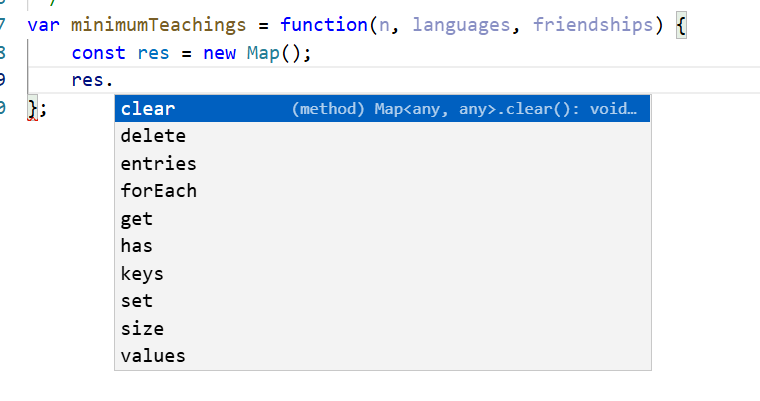 /
7 var minimumTeachings = function(n, languages, friendships) {
8 const res = new Map();
9 res.
0 };
clear (method) Map<any, any>.clear(): void…
delete
entries
forEach
get
has
keys
set
size
values